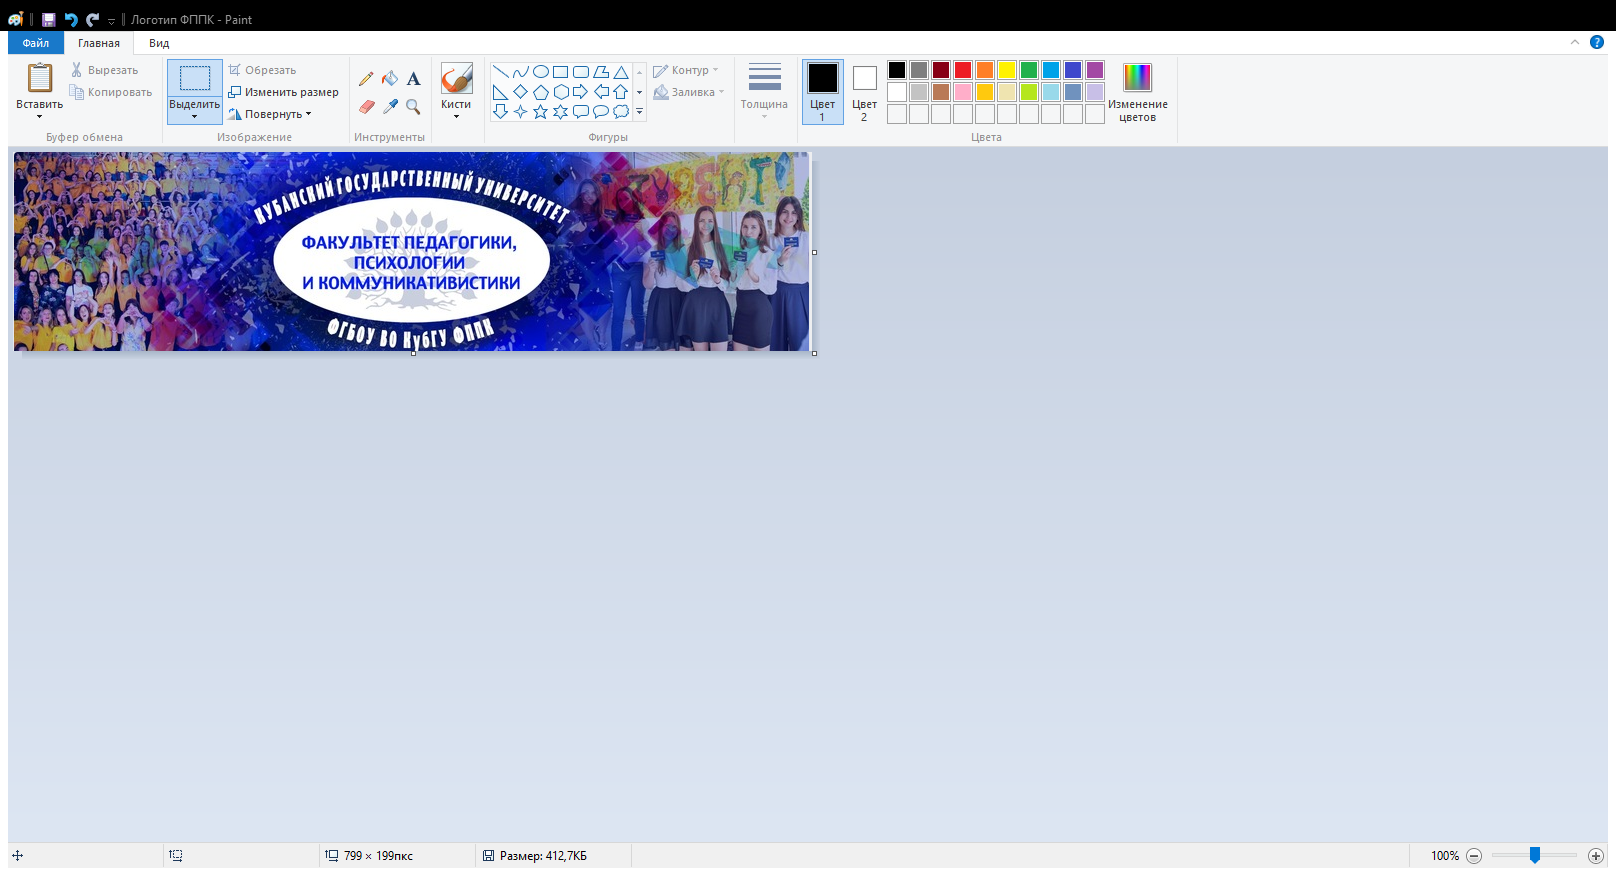 Логотип ФППК - Paint
Файл Главная Вид
Вставить
Вырезать
Копировать
Буфер обмена
Выделить
Обрезать
Изменить размер
Повернуть
Изображение
A
Инструменты
Кисти
Фигуры
Контур
Заливка
Толщина
Цвет
1
Цвет
2
Изменение
цветов
Цвета
КУБАНСКИЙ ГОСУДАРСТВЕННЫЙ УНИВЕРСИТЕТ
ФАКУЛЬТЕТ ПЕДАГОГИКИ,
ПСИХОЛОГИИ
И КОММУНИКАТИВИСТИКИ
ФГБОУ ВО КубГУ ФППК
799 × 199пкс
Размер: 412,7КБ
100%